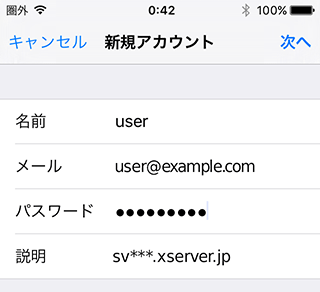 圏外 0:42 100%
キャンセル 新規アカウント 次へ
名前 user
メール user@example.com
パスワード ●●●●●●●●●
説明 sv***.xserver.jp